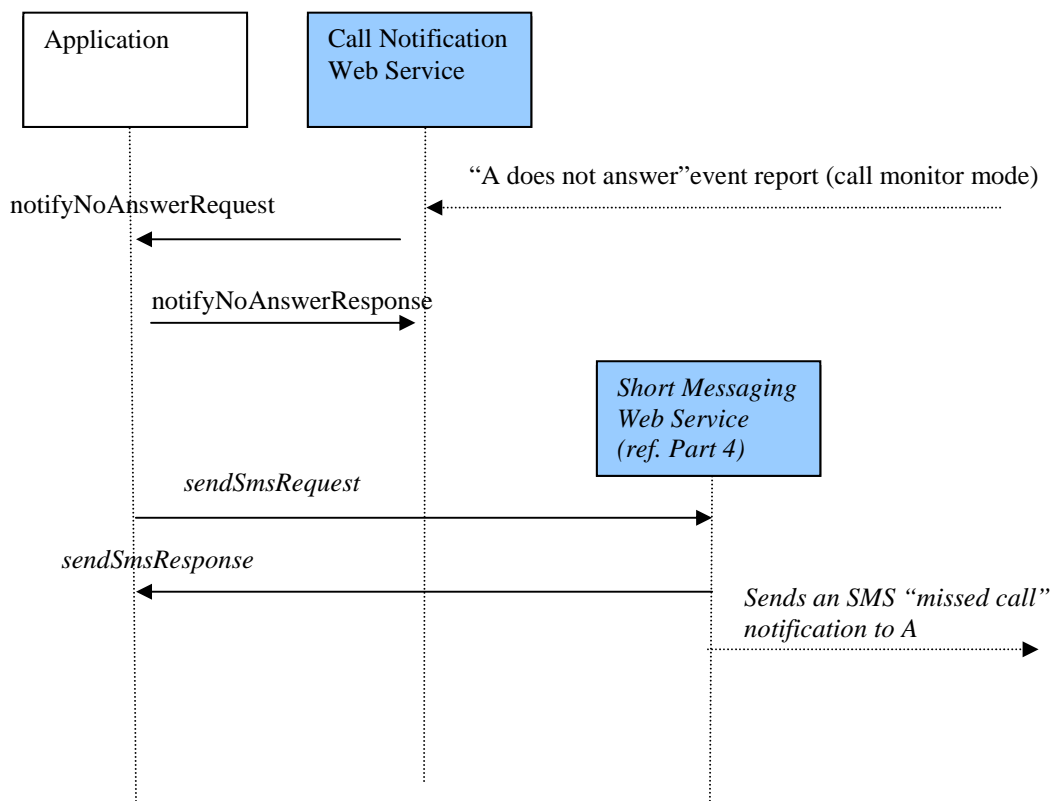 Application
Call Notification
Web Service
“A does not answer”event report (call monitor mode)
notifyNoAnswerRequest
notifyNoAnswerResponse
Short Messaging
Web Service
(ref. Part 4)
sendSmsRequest
sendSmsResponse
Sends an SMS “missed call”
notification to A